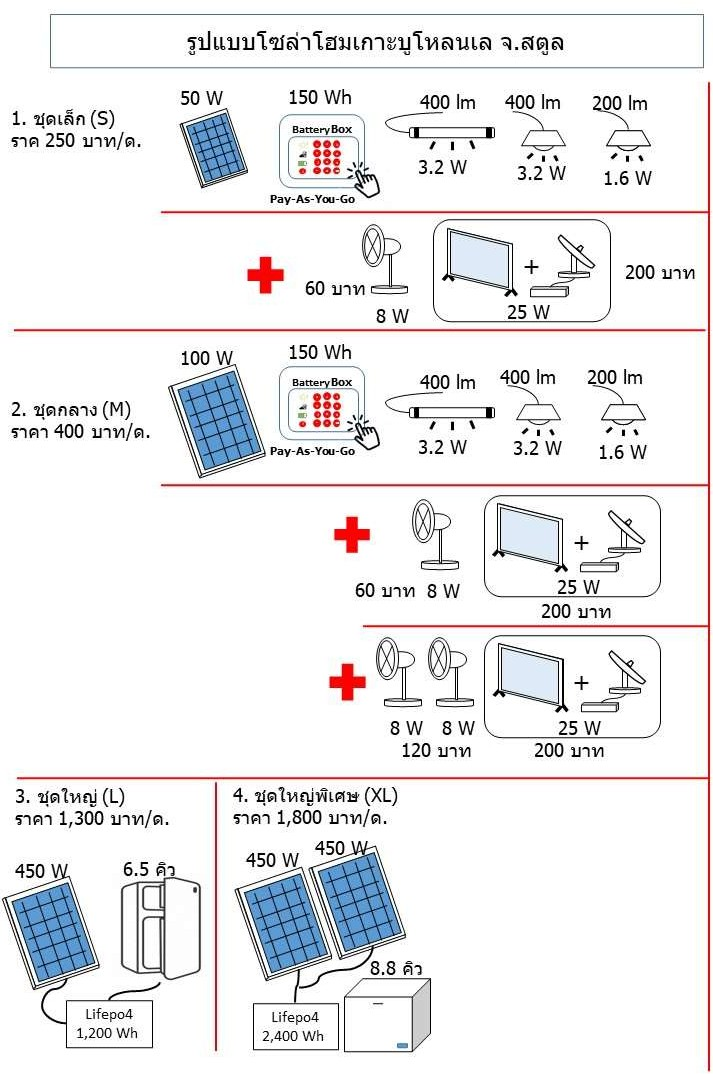 รูปแบบโซล่าโฮมเกาะบูโหลนเล จ.สตูล
1. ชุดเล็ก (S)
ราค 250 บาท/ด.
50 W
150 Wh
BatteryBox
Pay-As-You-Go
400 lm
3.2 W
400 lm
3.2 W
200 lm
1.6 W
60 บาท
8 W
+
25 W
200 บาท
2. ชุดกลาง (M)
ราคา 400 บาท/ด.
100 W
150 Wh
BatteryBox
Pay-As-You-Go
400 lm
3.2 W
400 lm
3.2 W
200 lm
1.6 W
60 บาท 8 W
+
25 W
200 บาท
8 W 8 W
120 บาท
+
25 W
200 บาท
3. ชุดใหญ่ (L)
ราคา 1,300 บาท/ด.
450 W
6.5 คิว
Lifepo4
1,200 Wh
4. ชุดใหญ่พิเศษ (XL)
ราคา 1,800 บาท/ด.
450 W
450 W
8.8 คิว
Lifepo4
2,400 Wh